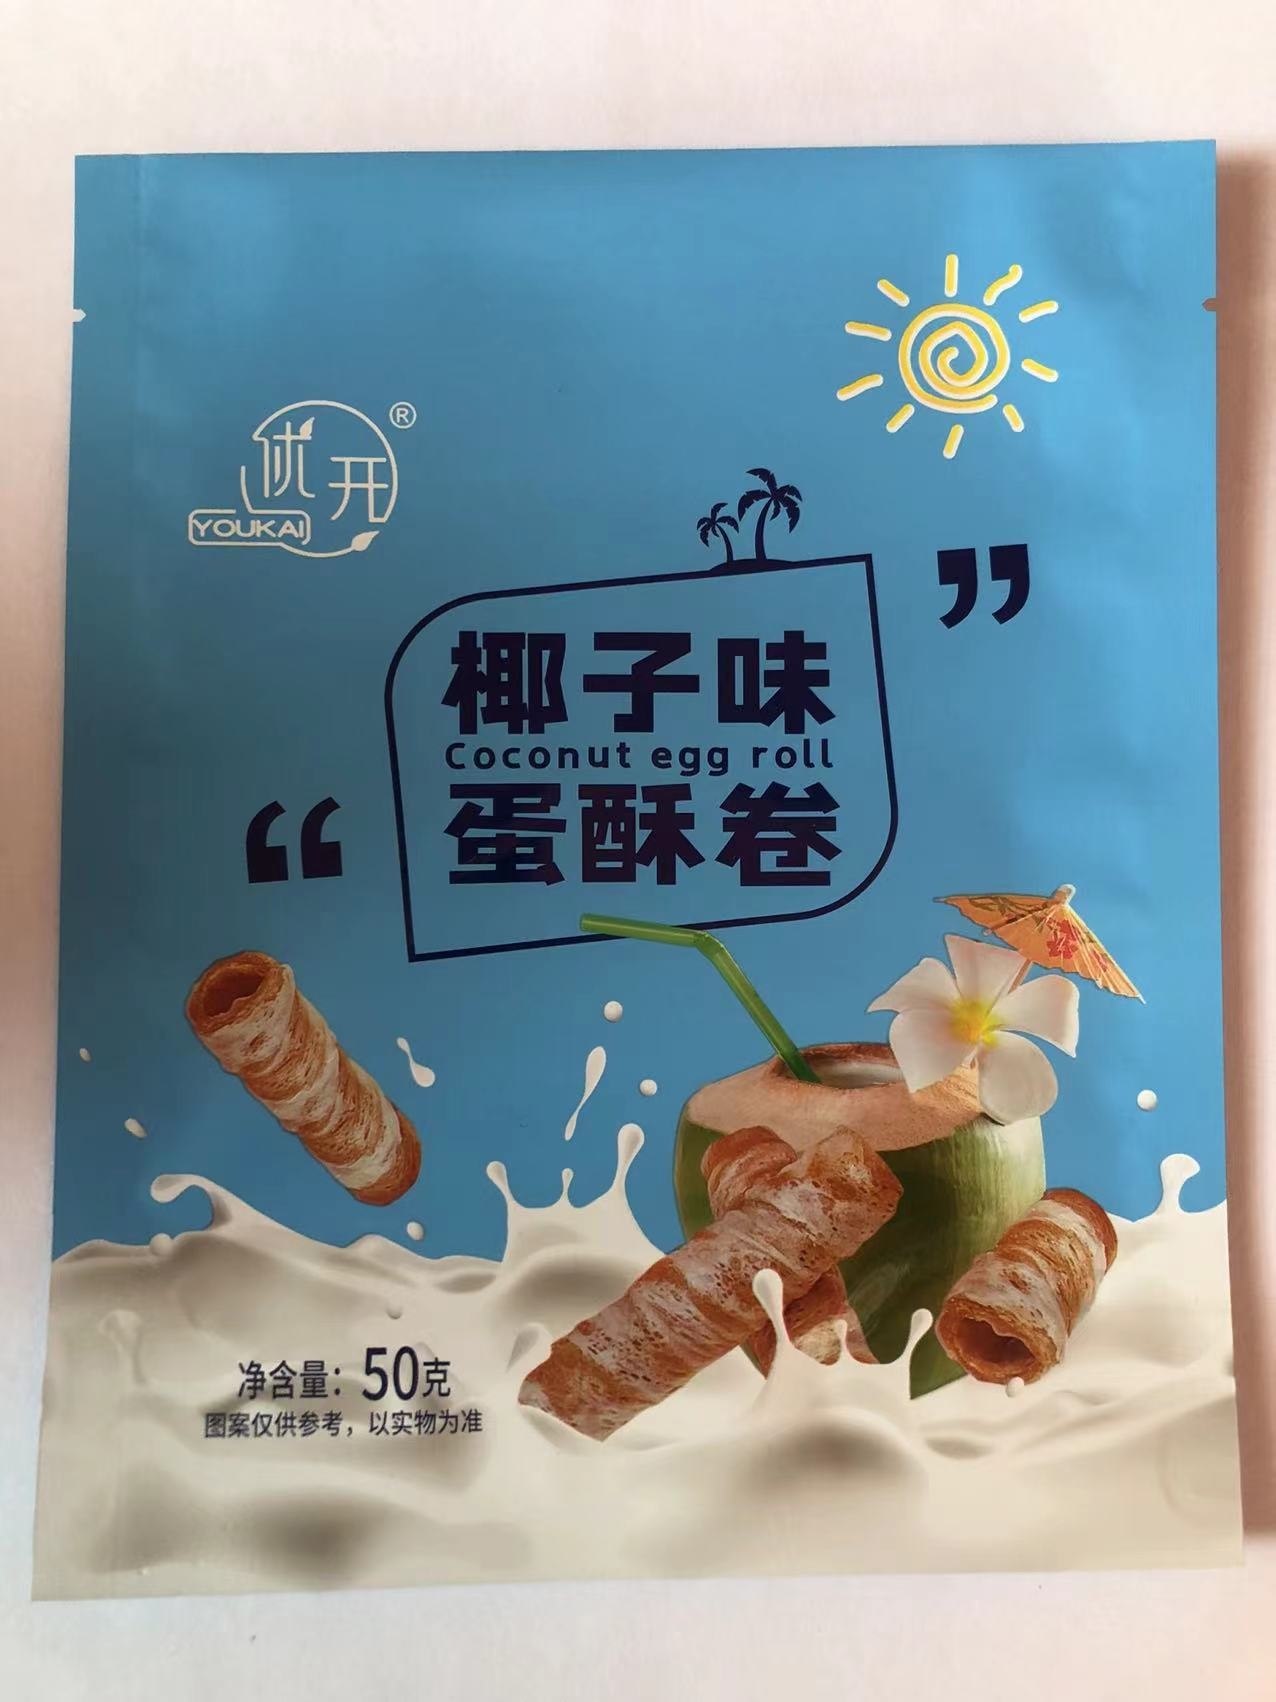 优开®
YOUKAI
椰子味
Coconut egg roll
蛋酥卷
净含量：50克
图案仅供参考，以实物为准